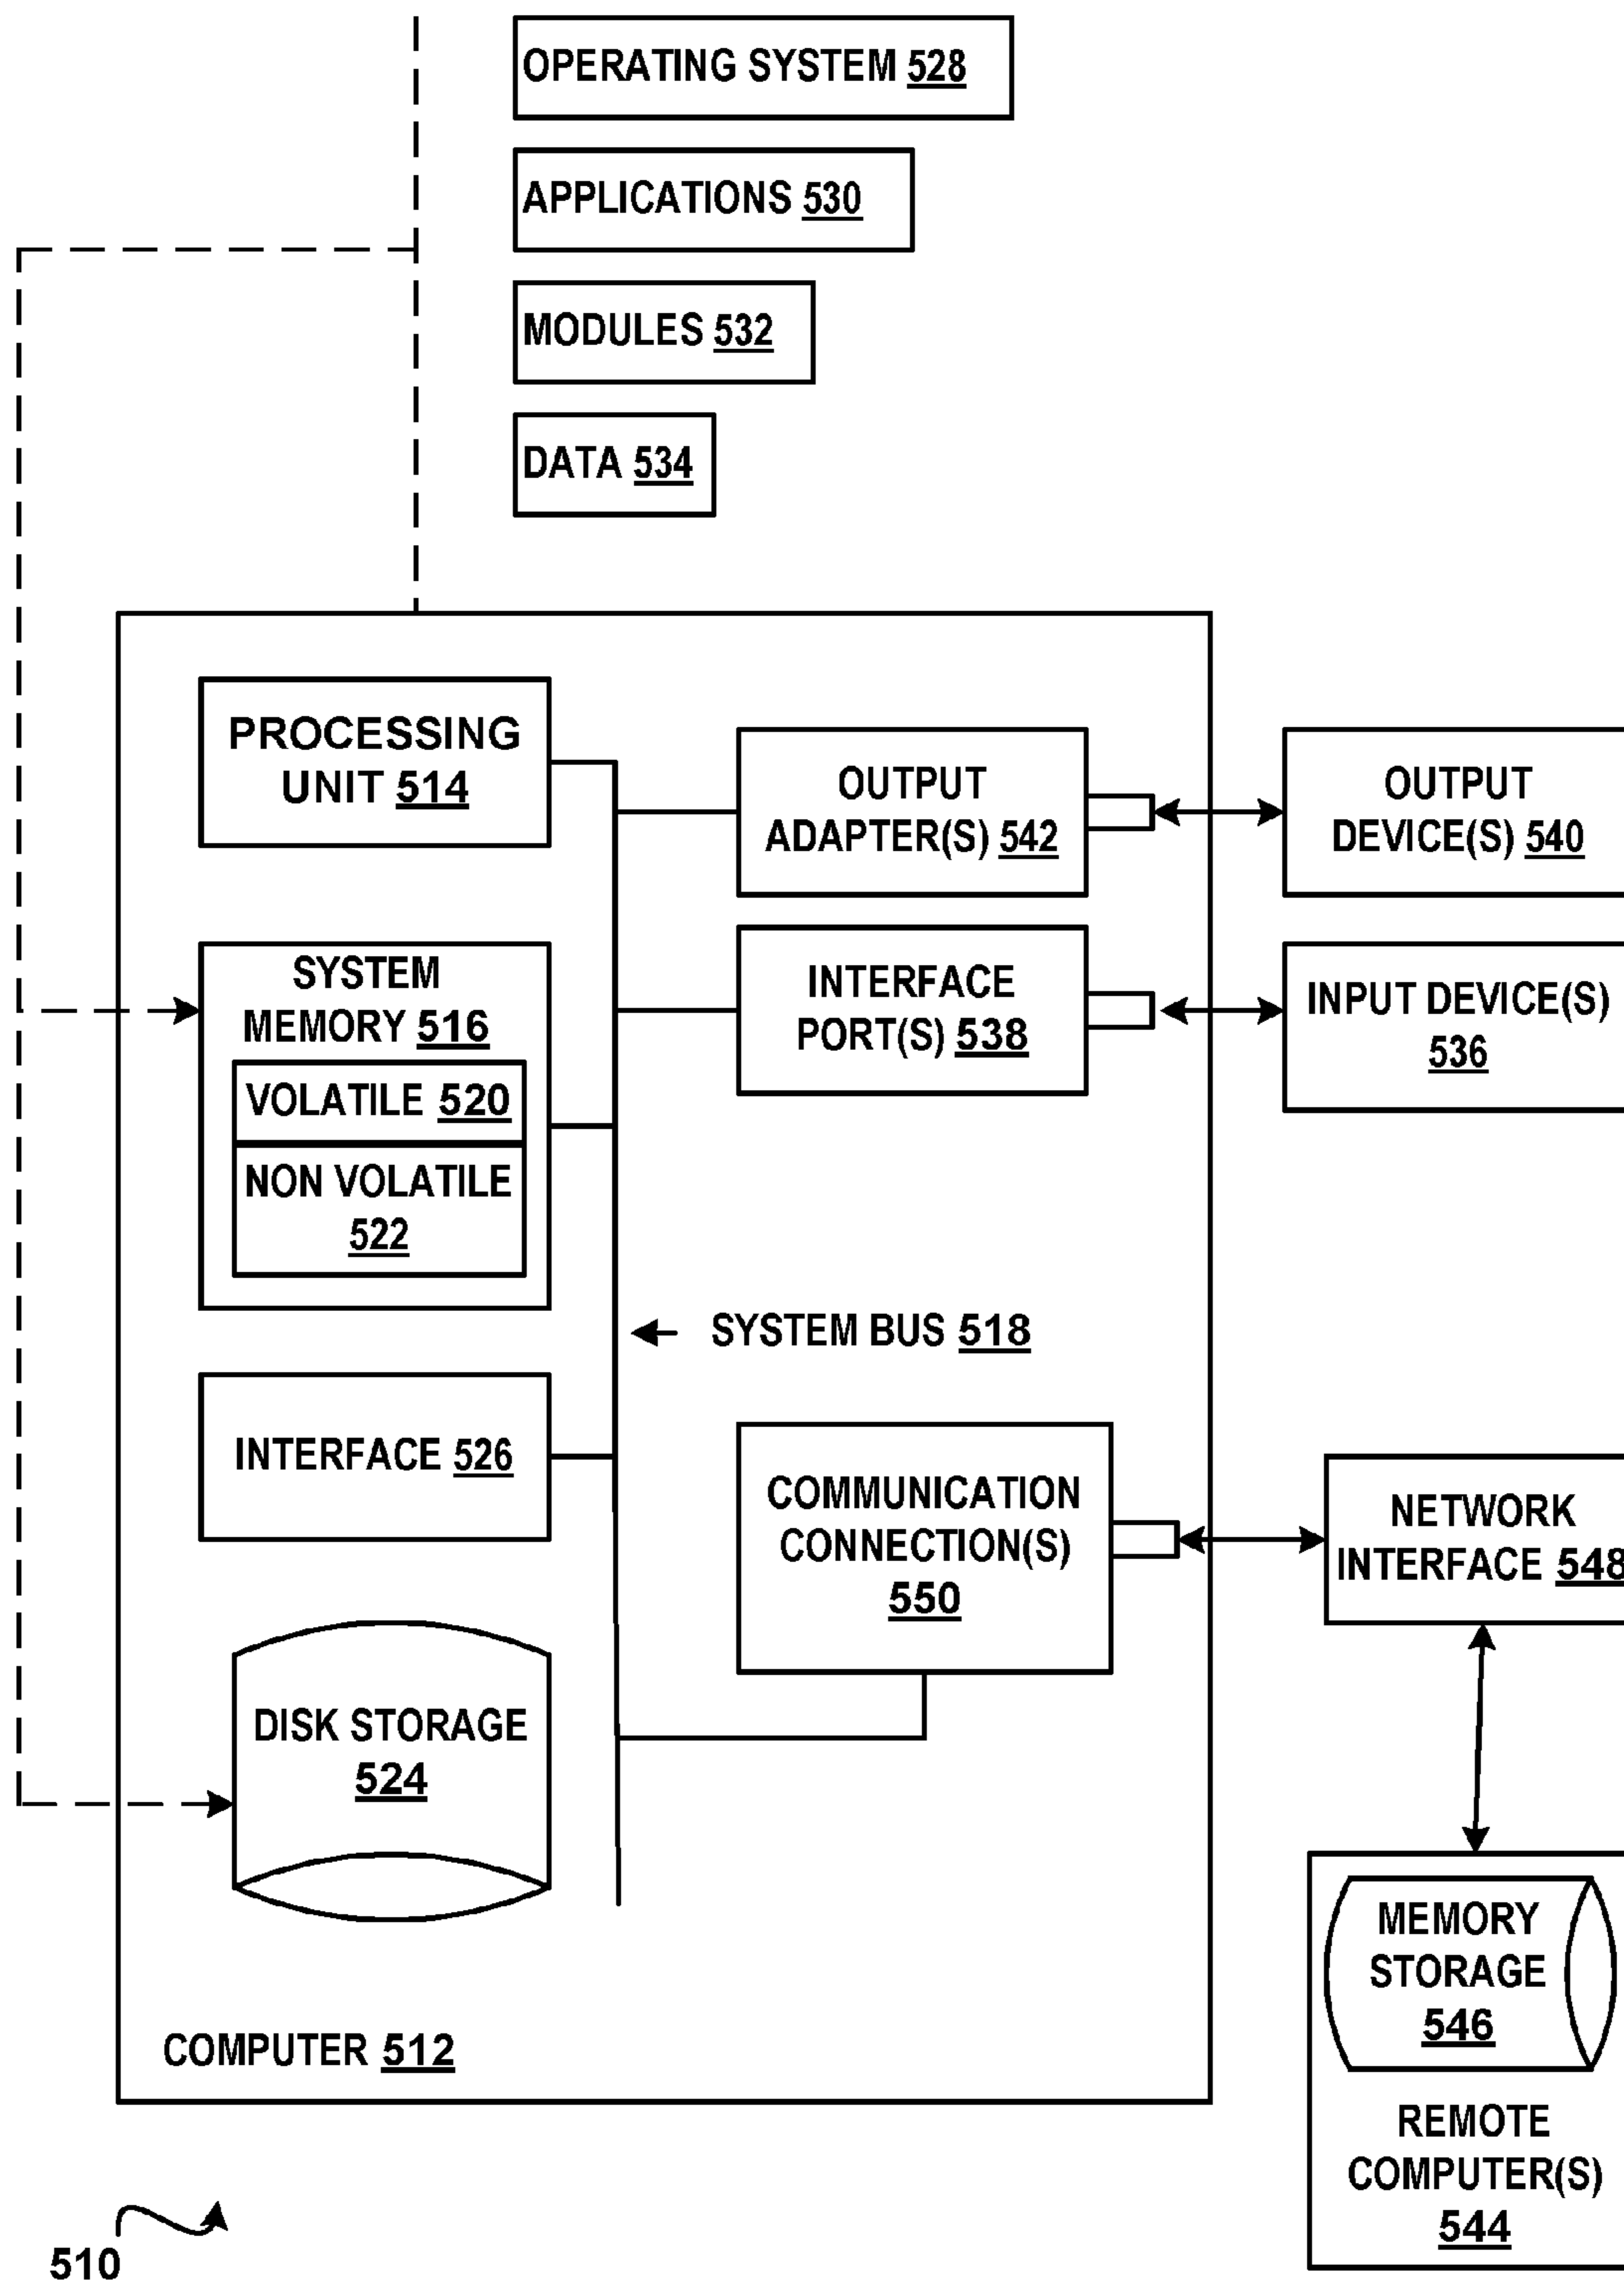 OPERATING SYSTEM 528
APPLICATIONS 530
MODULES 532
DATA 534
PROCESSING
UNIT 514
OUTPUT
ADAPTER(S) 542
OUTPUT
DEVICE(S) 540
SYSTEM
MEMORY 516
VOLATILE 520
NON VOLATILE
522
INTERFACE
PORT(S) 538
INPUT DEVICE(S)
536
SYSTEM BUS 518
INTERFACE 526
COMMUNICATION
CONNECTION(S)
550
NETWORK
INTERFACE 548
DISK STORAGE
524
MEMORY
STORAGE
546
REMOTE
COMPUTER(S)
544
COMPUTER 512
510